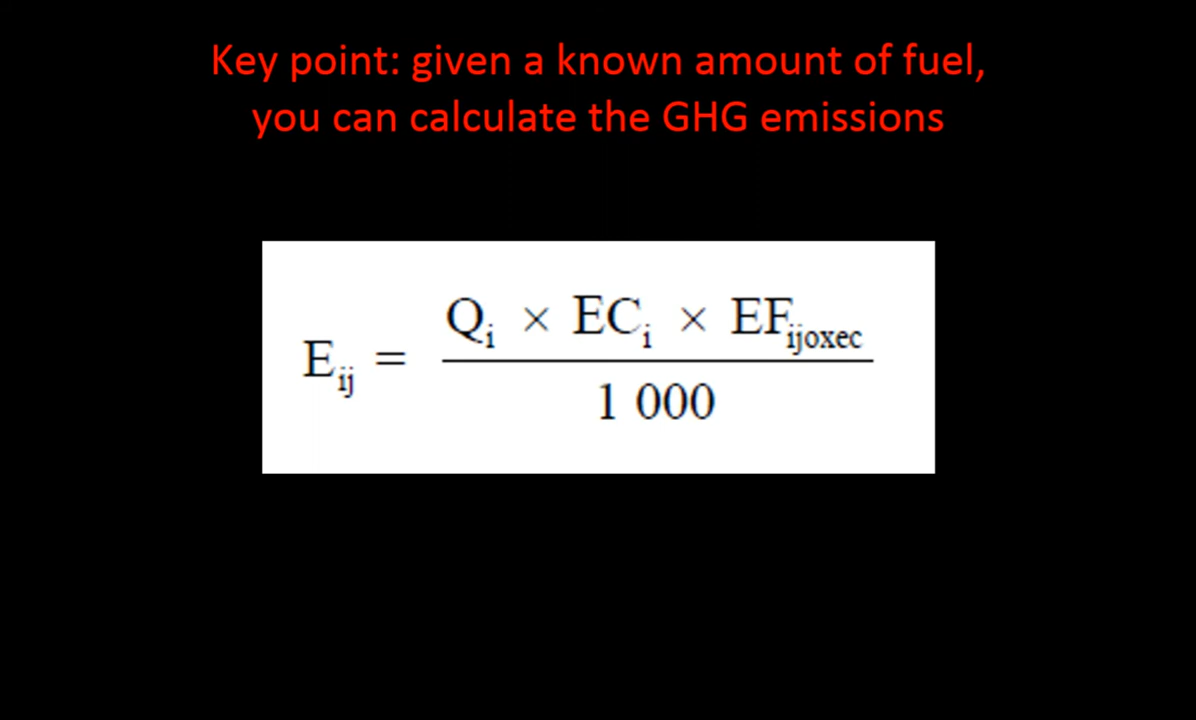 Key point: given a known amount of fuel,
you can calculate the GHG emissions
E_ij = (Q_i × EC_i × EF_ijoxec) / 1 000